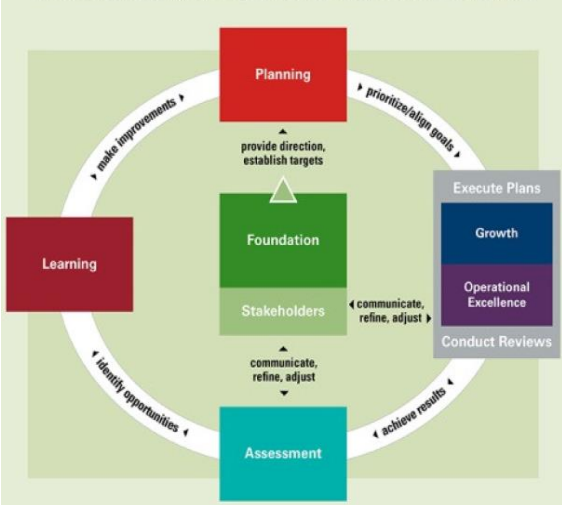 Planning
make improvements
prioritize/align goals
provide direction,
establish targets
Execute Plans
Foundation
Growth
Learning
Operational
Excellence
Stakeholders
communicate,
refine, adjust
Conduct Reviews
communicate,
refine, adjust
identify opportunities
achieve results
Assessment